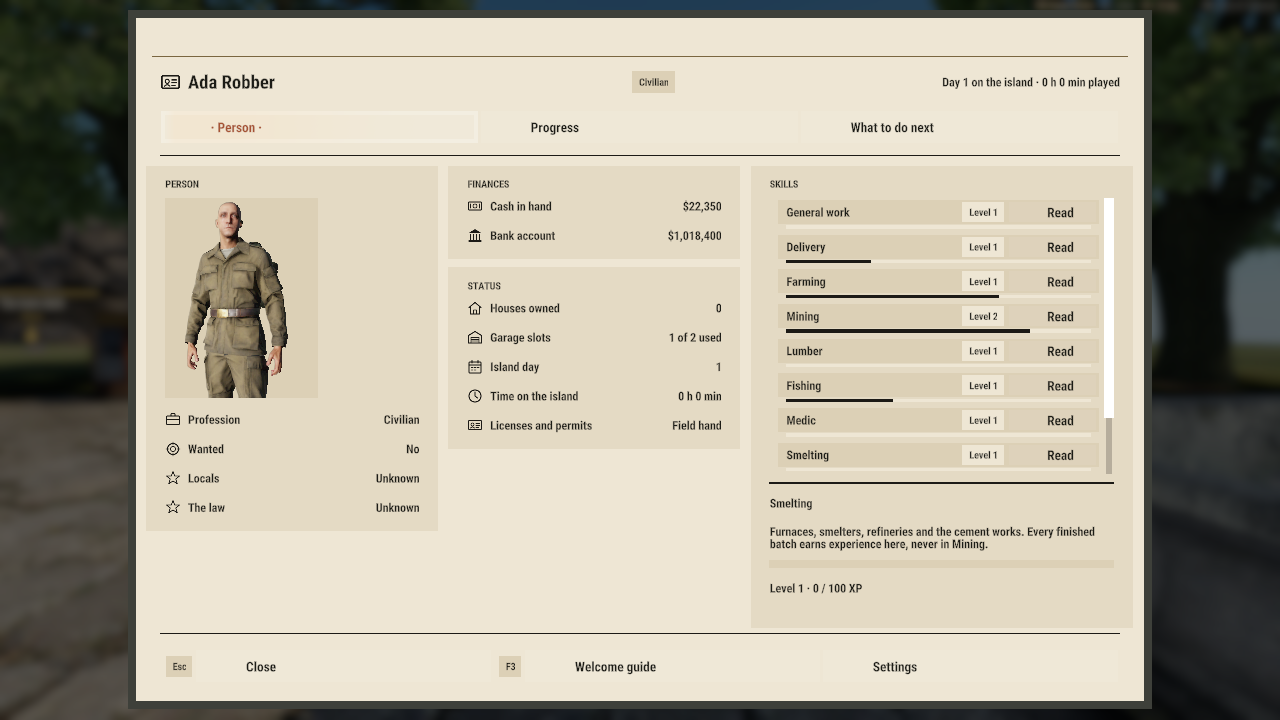 Ada Robber
Civilian
Day 1 on the island · 0 h 0 min played
· Person ·
Progress
What to do next
PERSON
Profession Civilian
Wanted No
Locals Unknown
The law Unknown
FINANCES
Cash in hand $22,350
Bank account $1,018,400
STATUS
Houses owned 0
Garage slots 1 of 2 used
Island day 1
Time on the island 0 h 0 min
Licenses and permits Field hand
SKILLS
General work Level 1 Read
Delivery Level 1 Read
Farming Level 1 Read
Mining Level 2 Read
Lumber Level 1 Read
Fishing Level 1 Read
Medic Level 1 Read
Smelting Level 1 Read
Smelting
Furnaces, smelters, refineries and the cement works. Every finished
batch earns experience here, never in Mining.
Level 1 · 0 / 100 XP
Esc Close
F3 Welcome guide
Settings